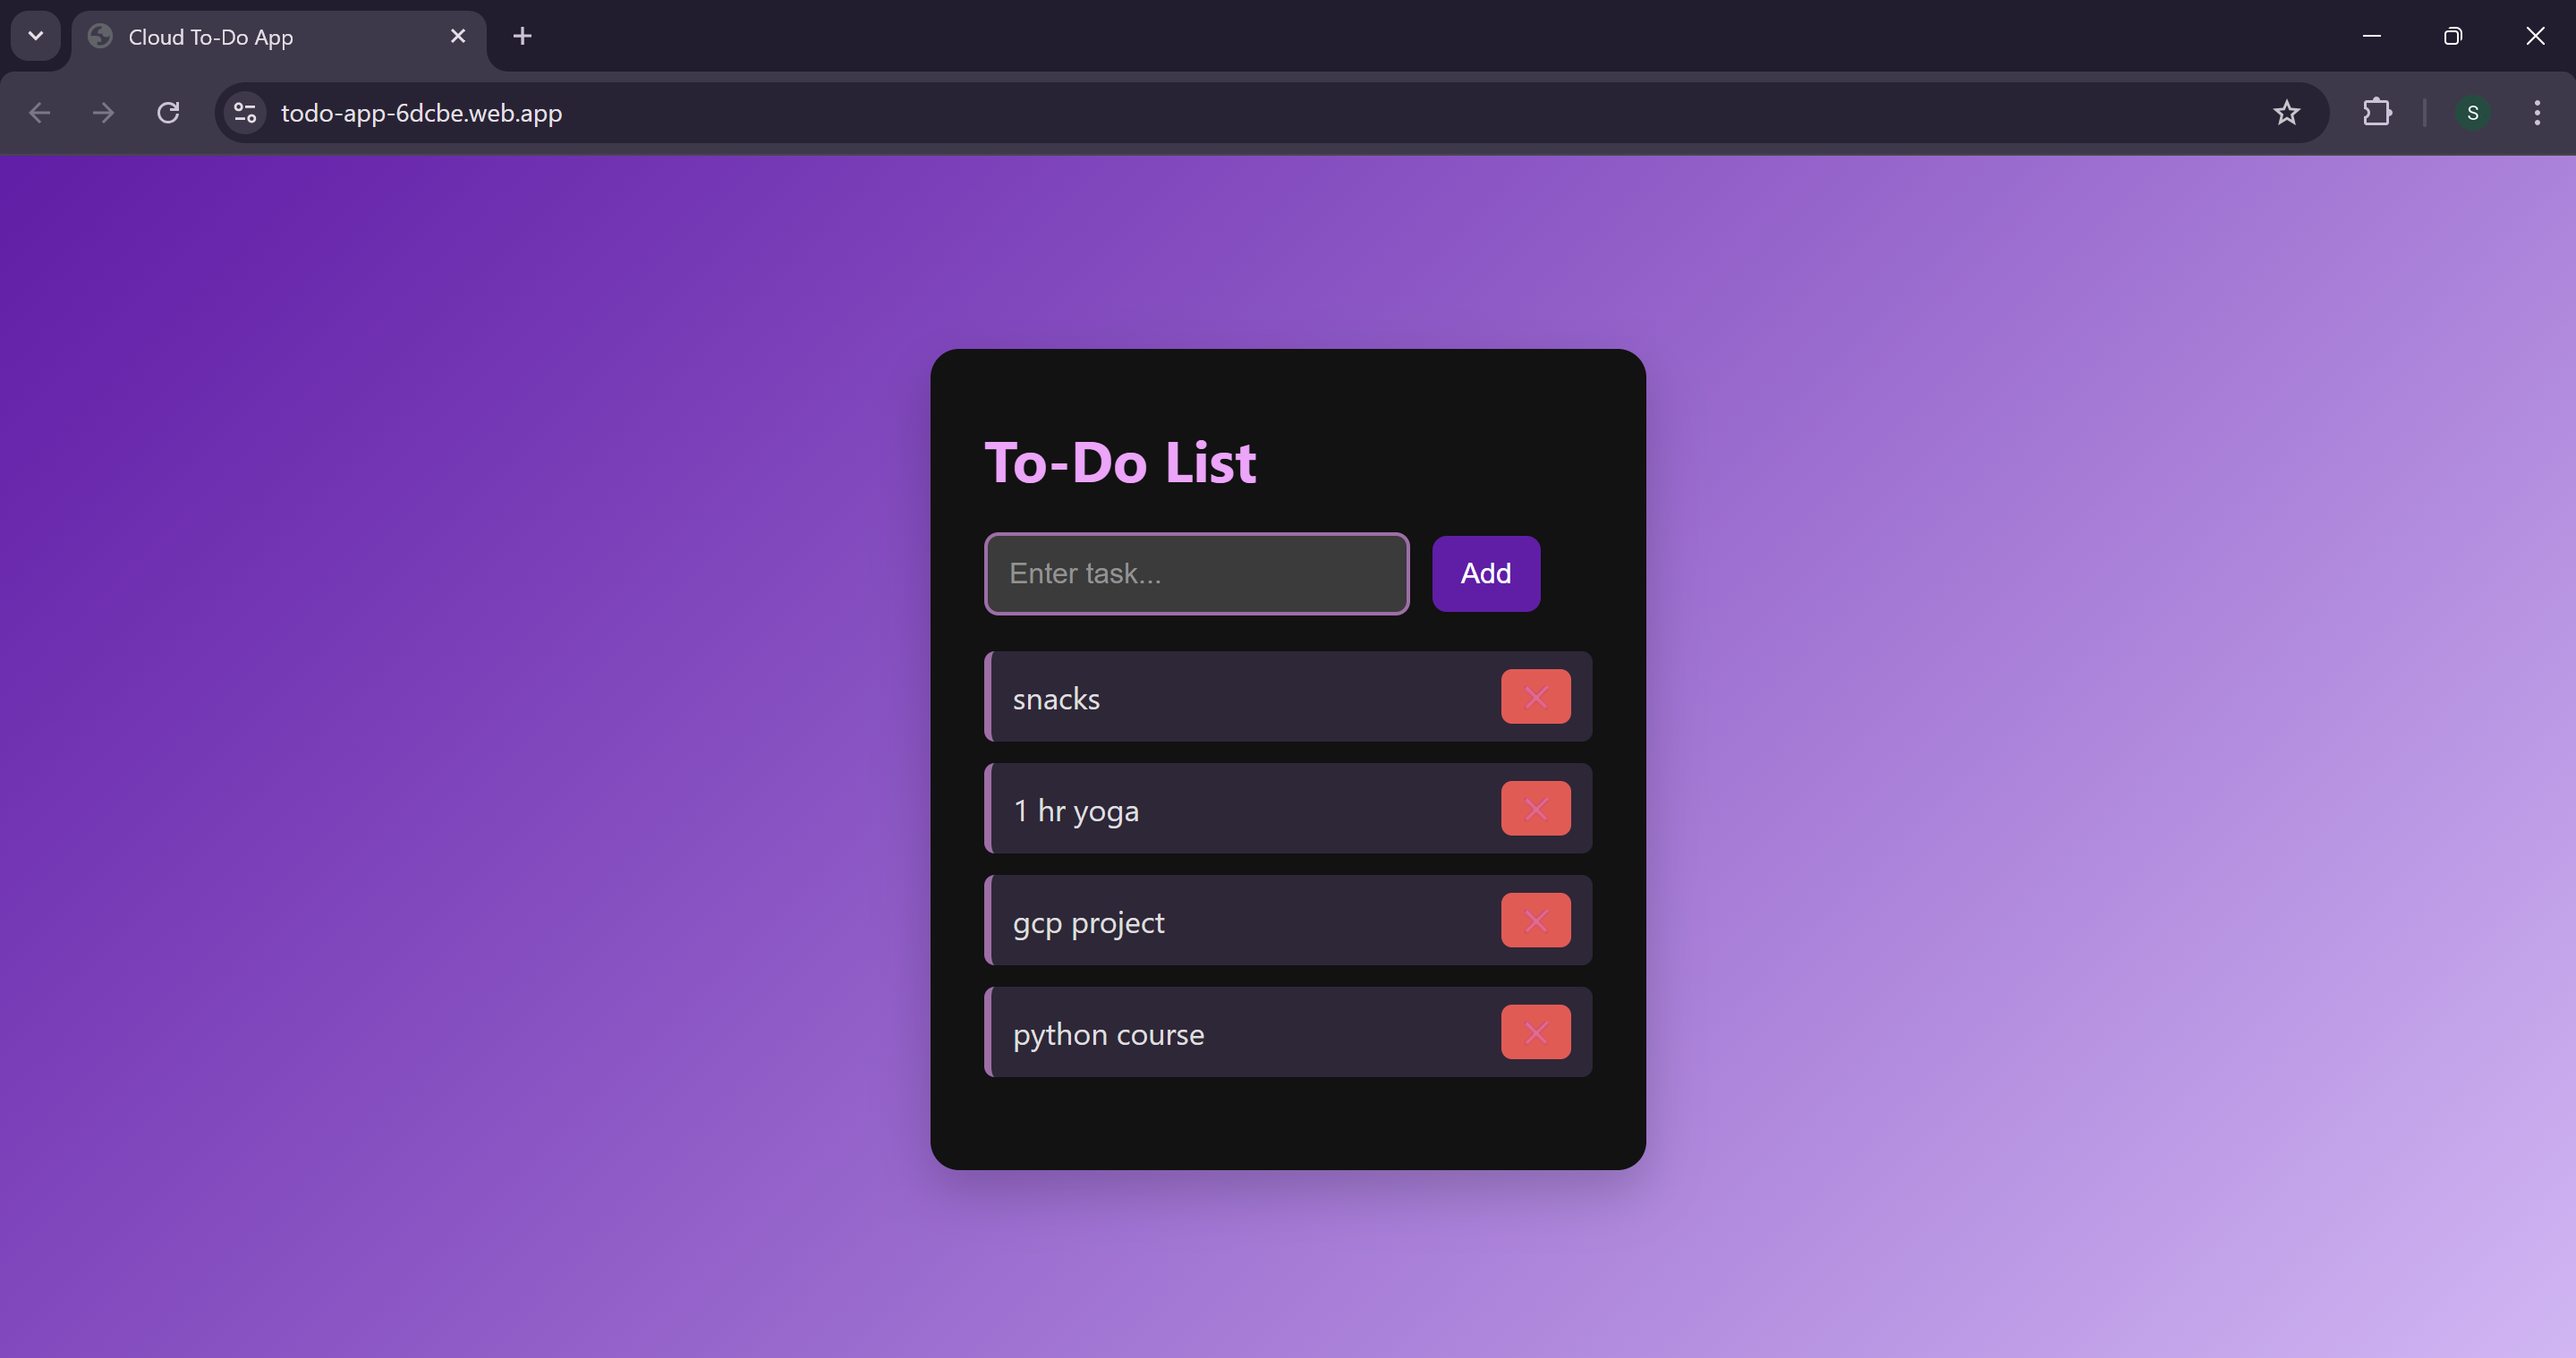 Cloud To-Do App
todo-app-6dcbe.web.app
S
To-Do List
Enter task...
Add
snacks
1 hr yoga
gcp project
python course